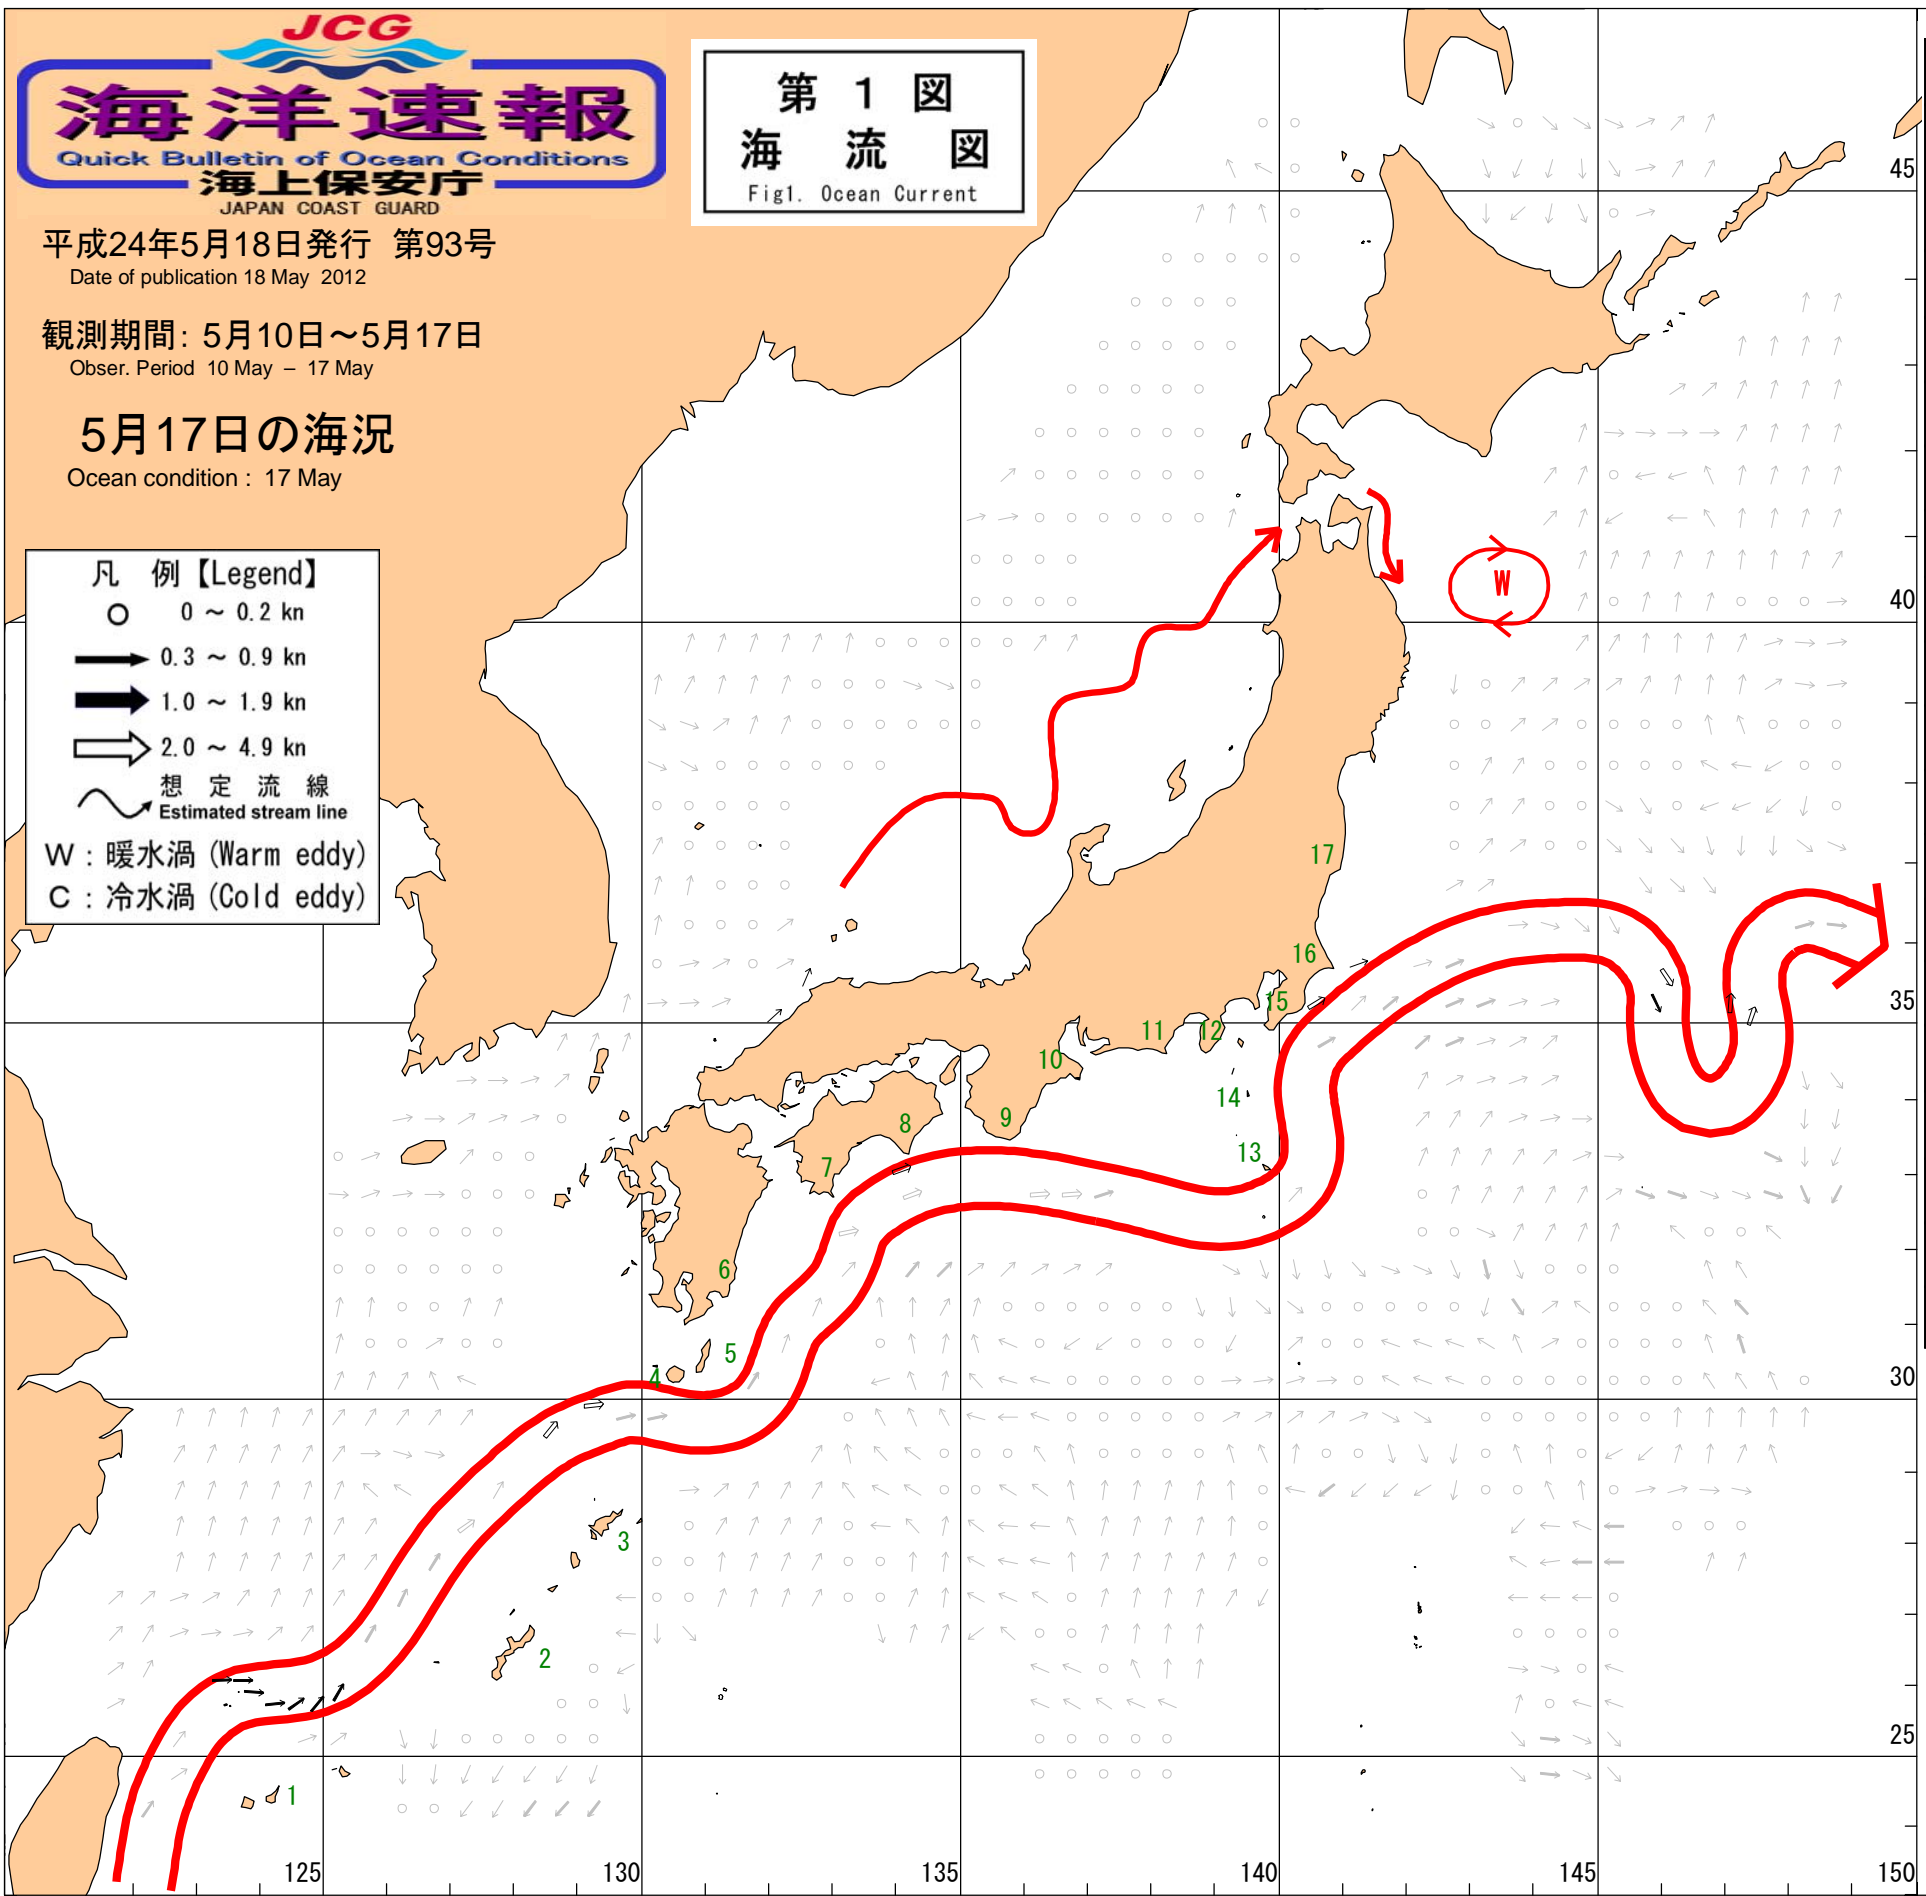 JCG
海洋速報
Quick Bulletin of Ocean Conditions
海上保安庁
JAPAN COAST GUARD
平成24年5月18日発行 第93号
Date of publication 18 May 2012
観測期間: 5月10日～5月17日
Obser. Period 10 May – 17 May
5月17日の海況
Ocean condition : 17 May
第 1 図
海 流 図
Fig1. Ocean Current
凡 例【Legend】
0 ～ 0.2 kn
0.3 ～ 0.9 kn
1.0 ～ 1.9 kn
2.0 ～ 4.9 kn
想 定 流 線
Estimated stream line
W : 暖水渦 (Warm eddy)
C : 冷水渦 (Cold eddy)
45
W
40
17
16
35
15
12
11
10
14
9
8
13
7
6
5
4
30
3
2
25
1
125
130
135
140
145
150